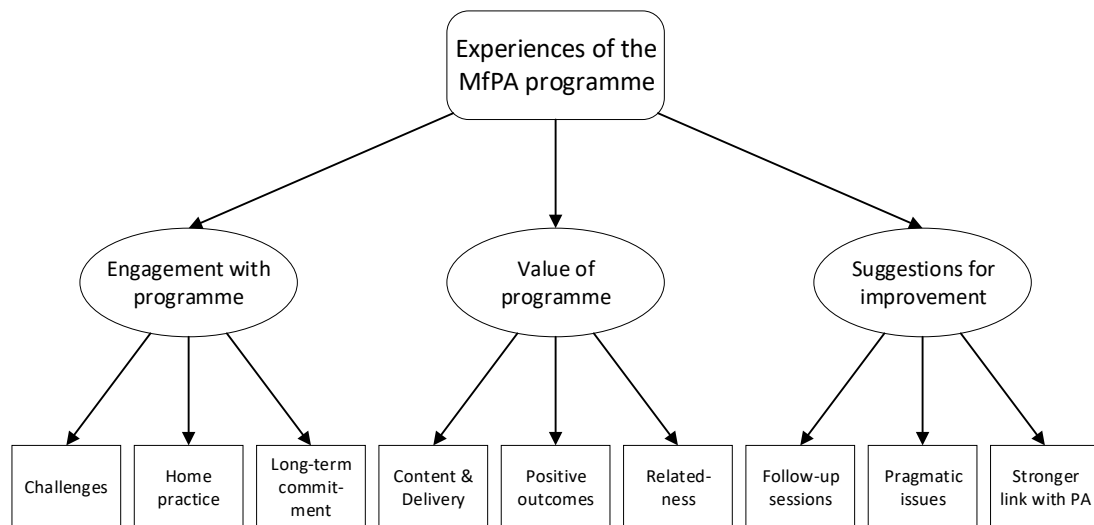 Experiences of the
MfPA programme
Engagement with
programme
Value of
programme
Suggestions for
improvement
Challenges
Home
practice
Long-term
commit-
ment
Content &
Delivery
Positive
outcomes
Related-
ness
Follow-up
sessions
Pragmatic
issues
Stronger
link with PA